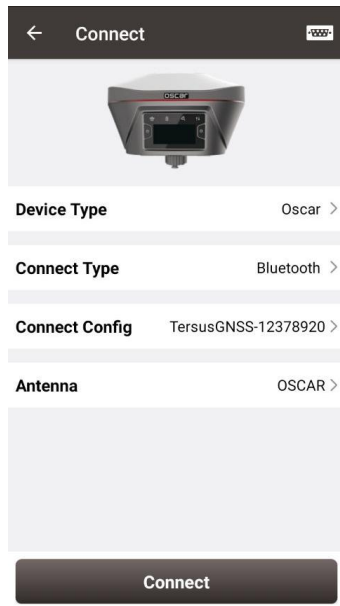 Connect
OSCAR
Device Type Oscar
Connect Type Bluetooth
Connect Config TersusGNSS-12378920
Antenna OSCAR
Connect